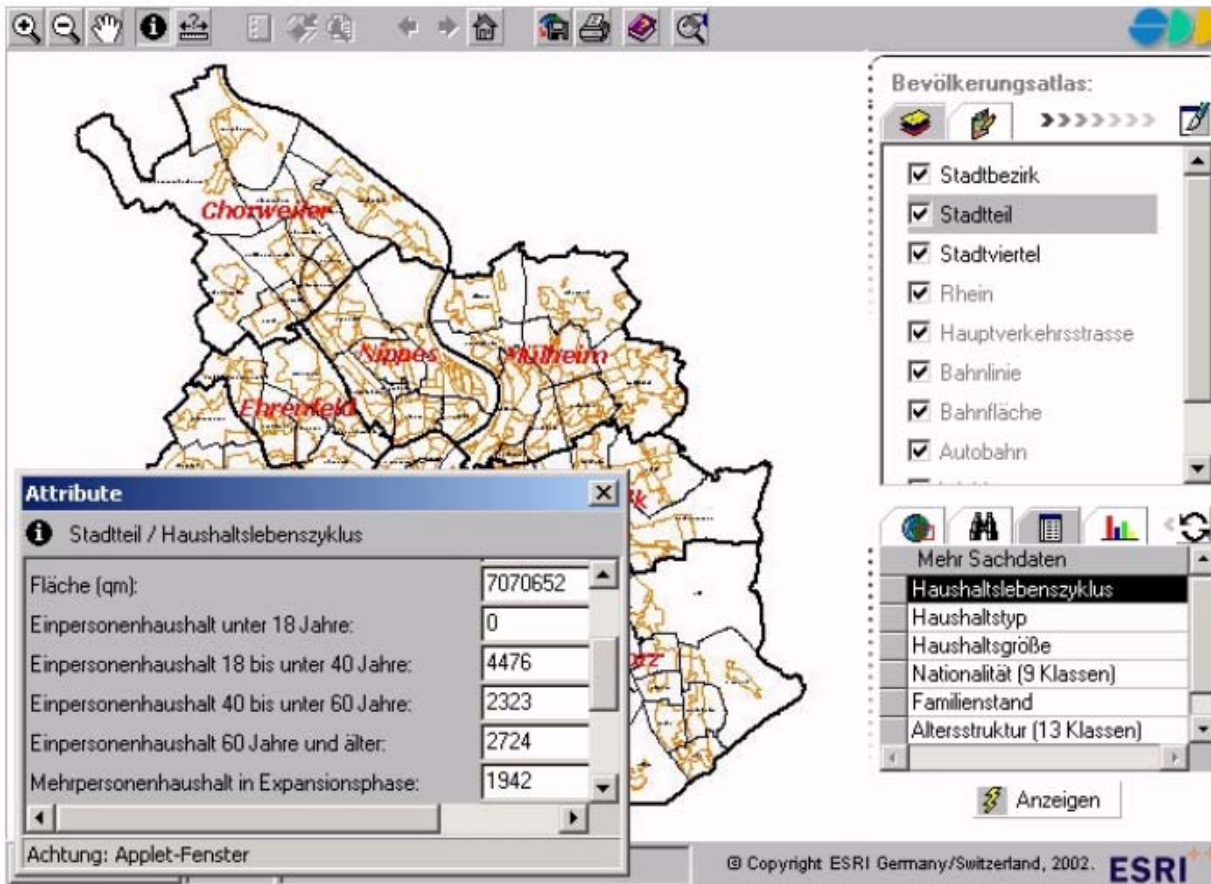 Bevölkerungsatlas:
Stadtbezirk
Stadtteil
Stadtviertel
Rhein
Hauptverkehrsstrasse
Bahnlinie
Bahnfläche
Autobahn
Chorweiler
Nippes
Mülheim
Ehrenfeld
Attribute
Stadtteil / Haushaltslebenszyklus
Fläche (qm): 7070652
Einpersonenhaushalt unter 18 Jahre: 0
Einpersonenhaushalt 18 bis unter 40 Jahre: 4476
Einpersonenhaushalt 40 bis unter 60 Jahre: 2323
Einpersonenhaushalt 60 Jahre und älter: 2724
Mehrpersonenhaushalt in Expansionsphase: 1942
Achtung: Applet-Fenster
Mehr Sachdaten
Haushaltslebenszyklus
Haushaltstyp
Haushaltsgröße
Nationalität (9 Klassen)
Familienstand
Altersstruktur (13 Klassen)
Anzeigen
© Copyright ESRI Germany/Switzerland, 2002. ESRI